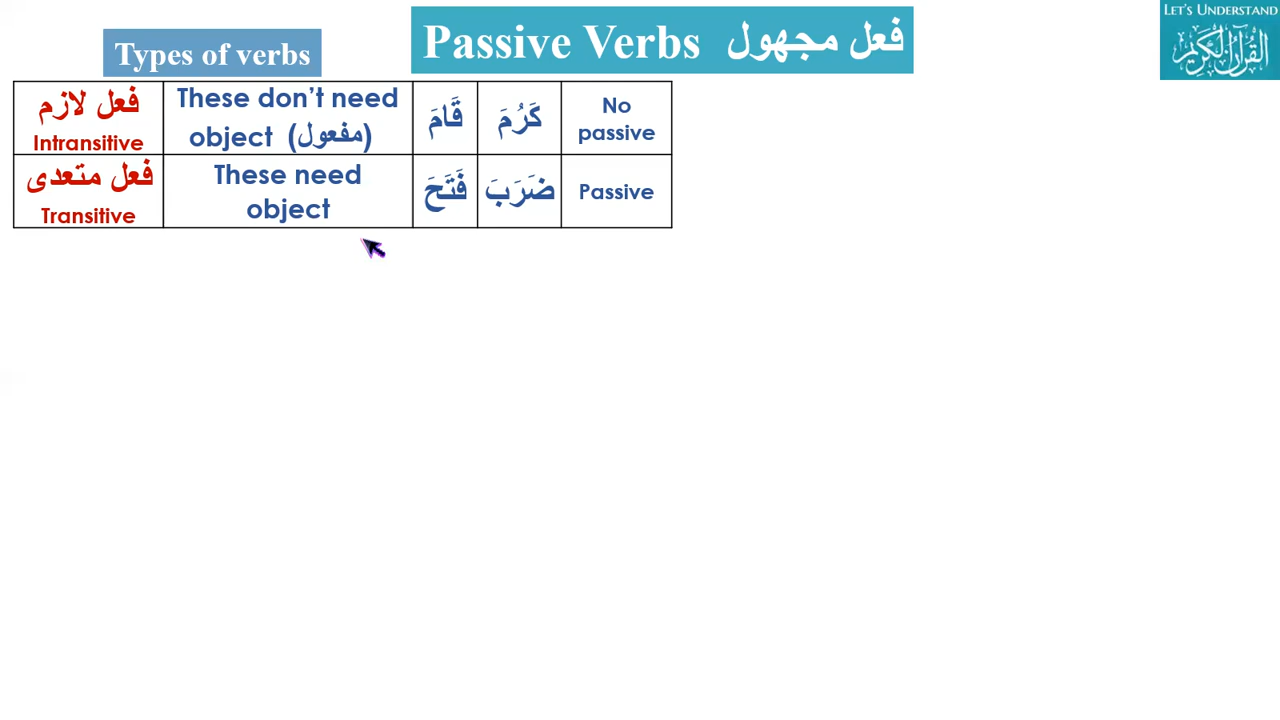 Types of verbs
Passive Verbs فعل مجهول
LET'S UNDERSTAND
القرآن الكريم
فعل لازم
Intransitive
These don't need
object (مفعول)
قَامَ
كَرُمَ
No
passive
فعل متعدى
Transitive
These need
object
فَتَحَ
ضَرَبَ
Passive